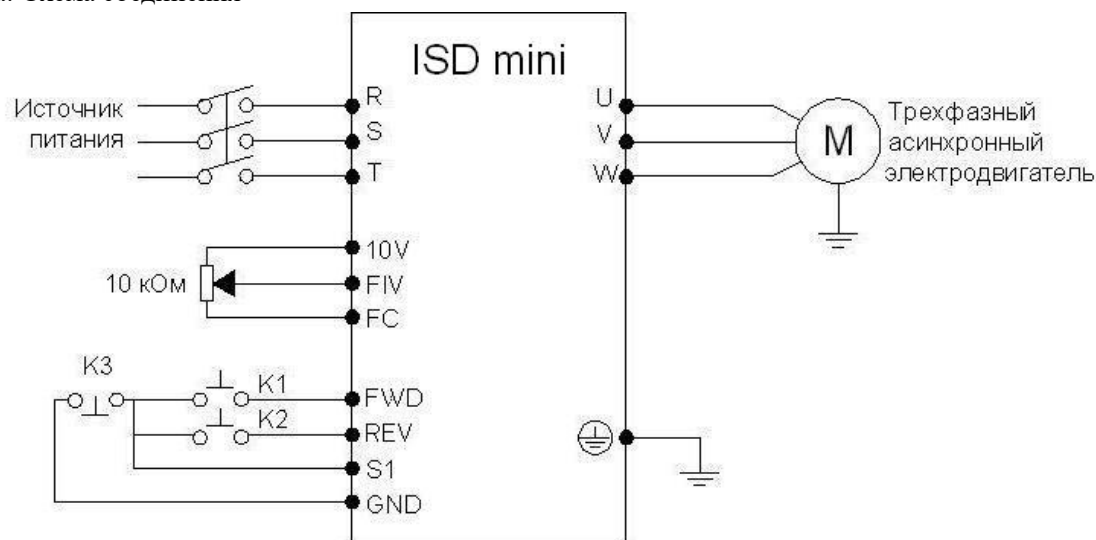 ISD mini
Источник
питания
R
S
T
U
V
W
M
Трехфазный
асинхронный
электродвигатель
10 кОм
10V
FIV
FC
K3
K1
K2
FWD
REV
S1
GND